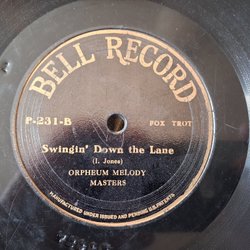 BELL RECORD
P-231-B
FOX TROT
Swingin' Down the Lane
(I. Jones)
ORPHEUM MELODY
MASTERS
MANUFACTURED UNDER ISSUED AND PENDING U.S. PATENTS